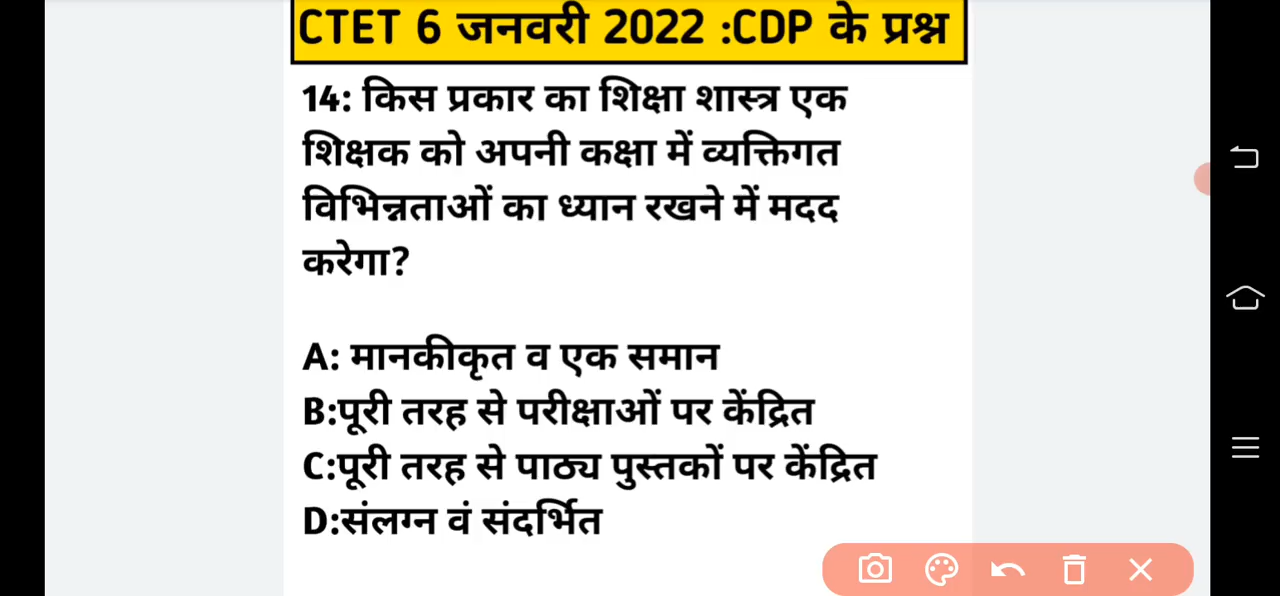 CTET 6 जनवरी 2022 :CDP के प्रश्न
14: किस प्रकार का शिक्षा शास्त्र एक
शिक्षक को अपनी कक्षा में व्यक्तिगत
विभिन्नताओं का ध्यान रखने में मदद
करेगा?
A: मानकीकृत व एक समान
B:पूरी तरह से परीक्षाओं पर केंद्रित
C:पूरी तरह से पाठ्य पुस्तकों पर केंद्रित
D:संलग्न वं संदर्भित